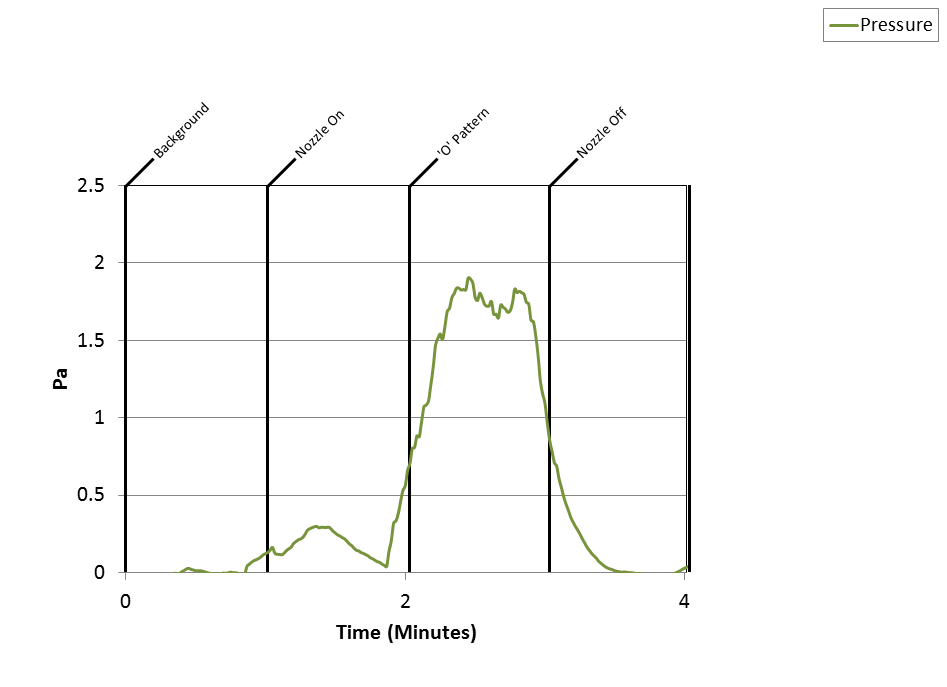 Pressure
Background
Nozzle On
'O' Pattern
Nozzle Off
2.5
2
1.5
1
0.5
0
Pa
0 2 4
Time (Minutes)